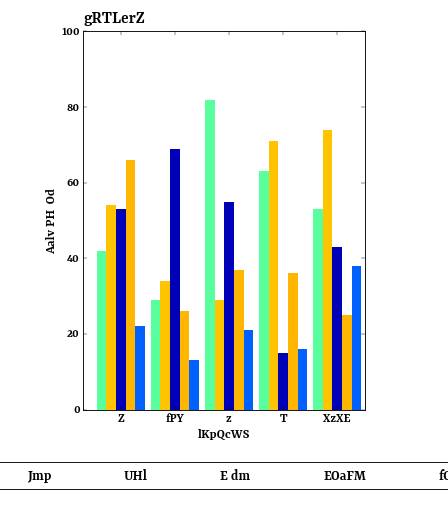 gRTLerZ
100
80
60
40
20
0
Aalv PH Od
Z fPY z T XzXE
lKpQcWS
Jmp UHl E dm EOaFM